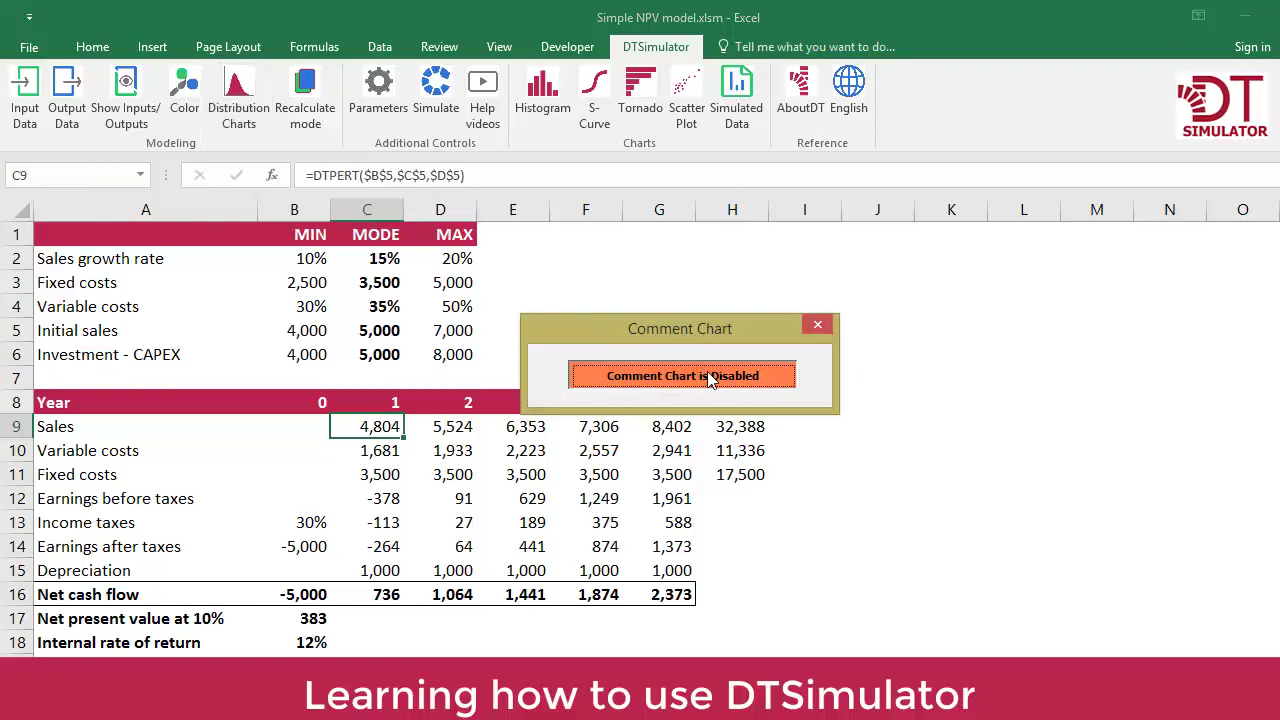 Simple NPV model.xlsm - Excel
File Home Insert Page Layout Formulas Data Review View Developer DTSimulator Tell me what you want to do... Sign in
Input Data Output Data Show Inputs/ Outputs Color Distribution Charts Recalculate mode Parameters Simulate Help videos Histogram S-Curve Tornado Scatter Plot Simulated Data AboutDT English
Modeling Additional Controls Charts Reference
DT SIMULATOR
C9 fx =DTPERT($B$5,$C$5,$D$5)
A B C D E F G H I J K L M N O
1 MIN MODE MAX
2 Sales growth rate 10% 15% 20%
3 Fixed costs 2,500 3,500 5,000
4 Variable costs 30% 35% 50%
5 Initial sales 4,000 5,000 7,000
6 Investment - CAPEX 4,000 5,000 8,000
7
Comment Chart
Comment Chart is Disabled
8 Year 0 1 2
9 Sales 4,804 5,524 6,353 7,306 8,402 32,388
10 Variable costs 1,681 1,933 2,223 2,557 2,941 11,336
11 Fixed costs 3,500 3,500 3,500 3,500 3,500 17,500
12 Earnings before taxes -378 91 629 1,249 1,961
13 Income taxes 30% -113 27 189 375 588
14 Earnings after taxes -5,000 -264 64 441 874 1,373
15 Depreciation 1,000 1,000 1,000 1,000 1,000
16 Net cash flow -5,000 736 1,064 1,441 1,874 2,373
17 Net present value at 10% 383
18 Internal rate of return 12%
Learning how to use DTSimulator